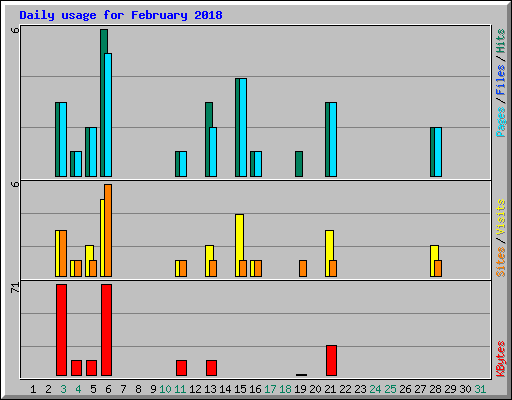 Daily usage for February 2018
6
Pages / Files / Hits
6
Sites / Visits
71
KBytes
1 2 3 4 5 6 7 8 9 10 11 12 13 14 15 16 17 18 19 20 21 22 23 24 25 26 27 28 29 30 31